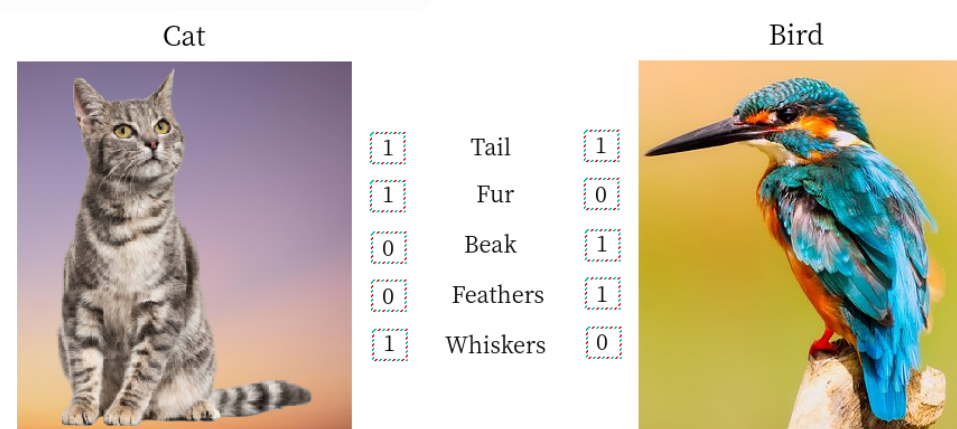 Cat Bird
1 Tail 1
1 Fur 0
0 Beak 1
0 Feathers 1
1 Whiskers 0